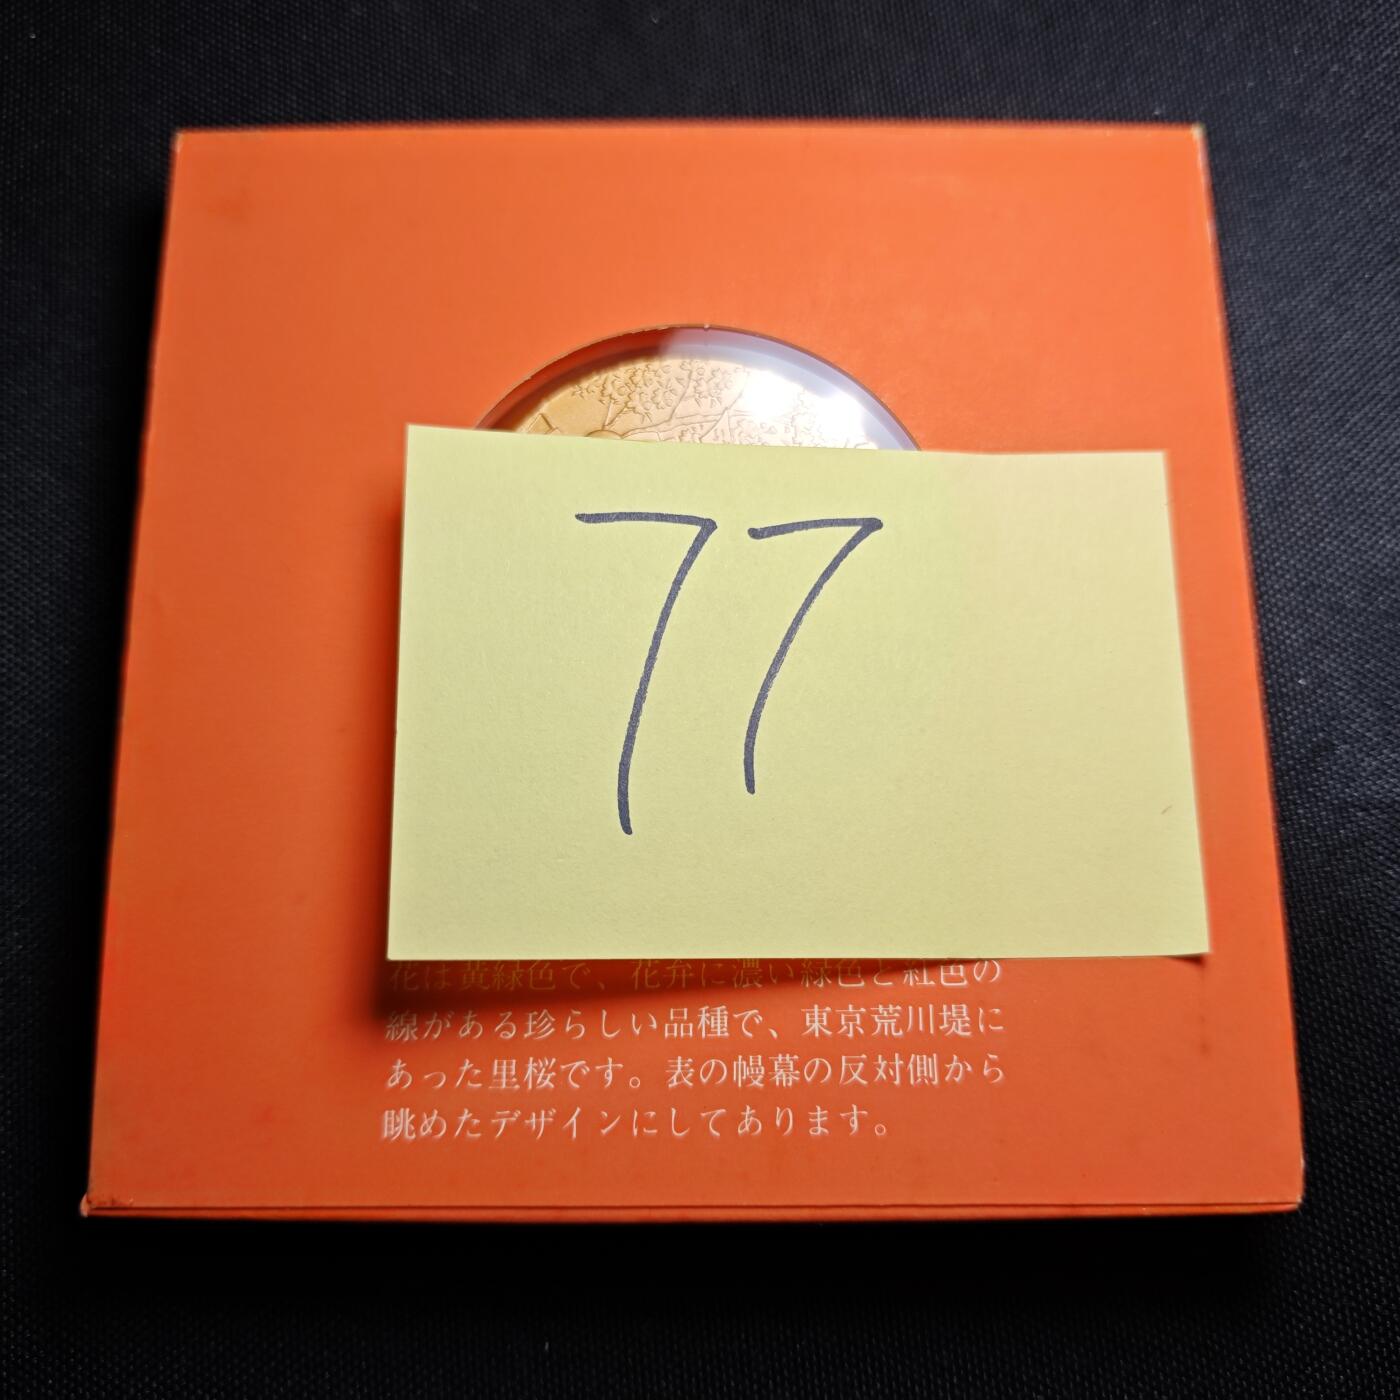 77
花は黄緑色で、花弁に濃い緑色と紅色の
線がある珍らしい品種で、東京荒川堤に
あった里桜です。表の幔幕の反対側から
眺めたデザインにしてあります。